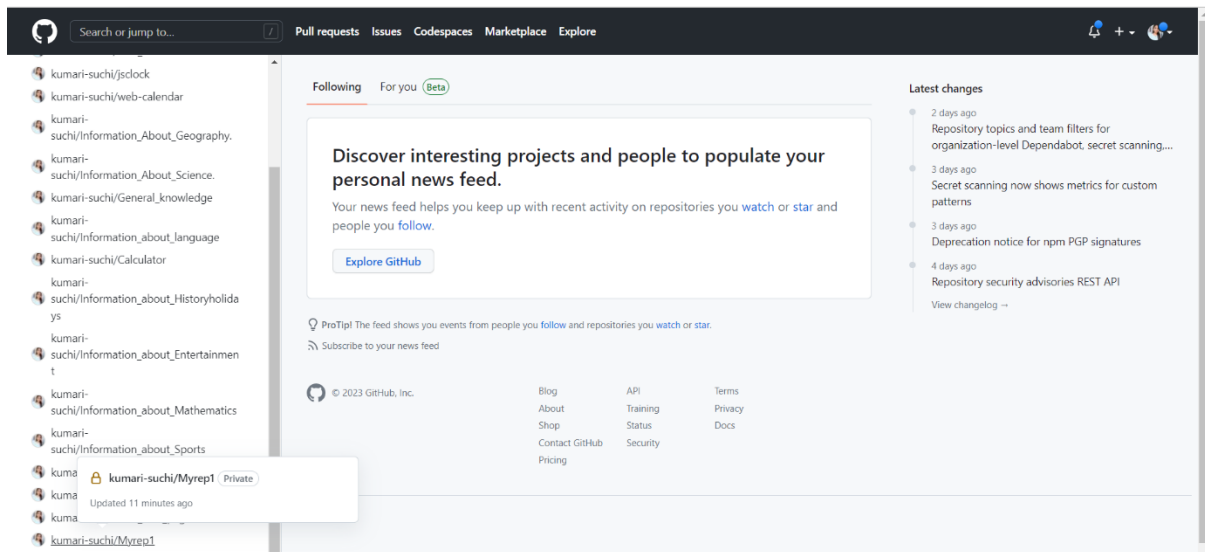 Search or jump to... /
Pull requests Issues Codespaces Marketplace Explore
kumari-suchi/jsclock
kumari-suchi/web-calendar
kumari-
suchi/Information_About_Geography.
kumari-
suchi/Information_About_Science.
kumari-suchi/General_knowledge
kumari-
suchi/Information_about_language
kumari-suchi/Calculator
kumari-
suchi/Information_about_Historyholida
ys
kumari-
suchi/Information_about_Entertainmen
t
kumari-
suchi/Information_about_Mathematics
kumari-
suchi/Information_about_Sports
kuma
kuma
kuma
kumari-suchi/Myrep1
kumari-suchi/Myrep1 Private
Updated 11 minutes ago
Following For you Beta
Discover interesting projects and people to populate your
personal news feed.
Your news feed helps you keep up with recent activity on repositories you watch or star and
people you follow.
Explore GitHub
ProTip! The feed shows you events from people you follow and repositories you watch or star.
Subscribe to your news feed
© 2023 GitHub, Inc.
Blog
About
Shop
Contact GitHub
Pricing
API
Training
Status
Security
Terms
Privacy
Docs
Latest changes
2 days ago
Repository topics and team filters for
organization-level Dependabot, secret scanning,...
3 days ago
Secret scanning now shows metrics for custom
patterns
3 days ago
Deprecation notice for npm PGP signatures
4 days ago
Repository security advisories REST API
View changelog →